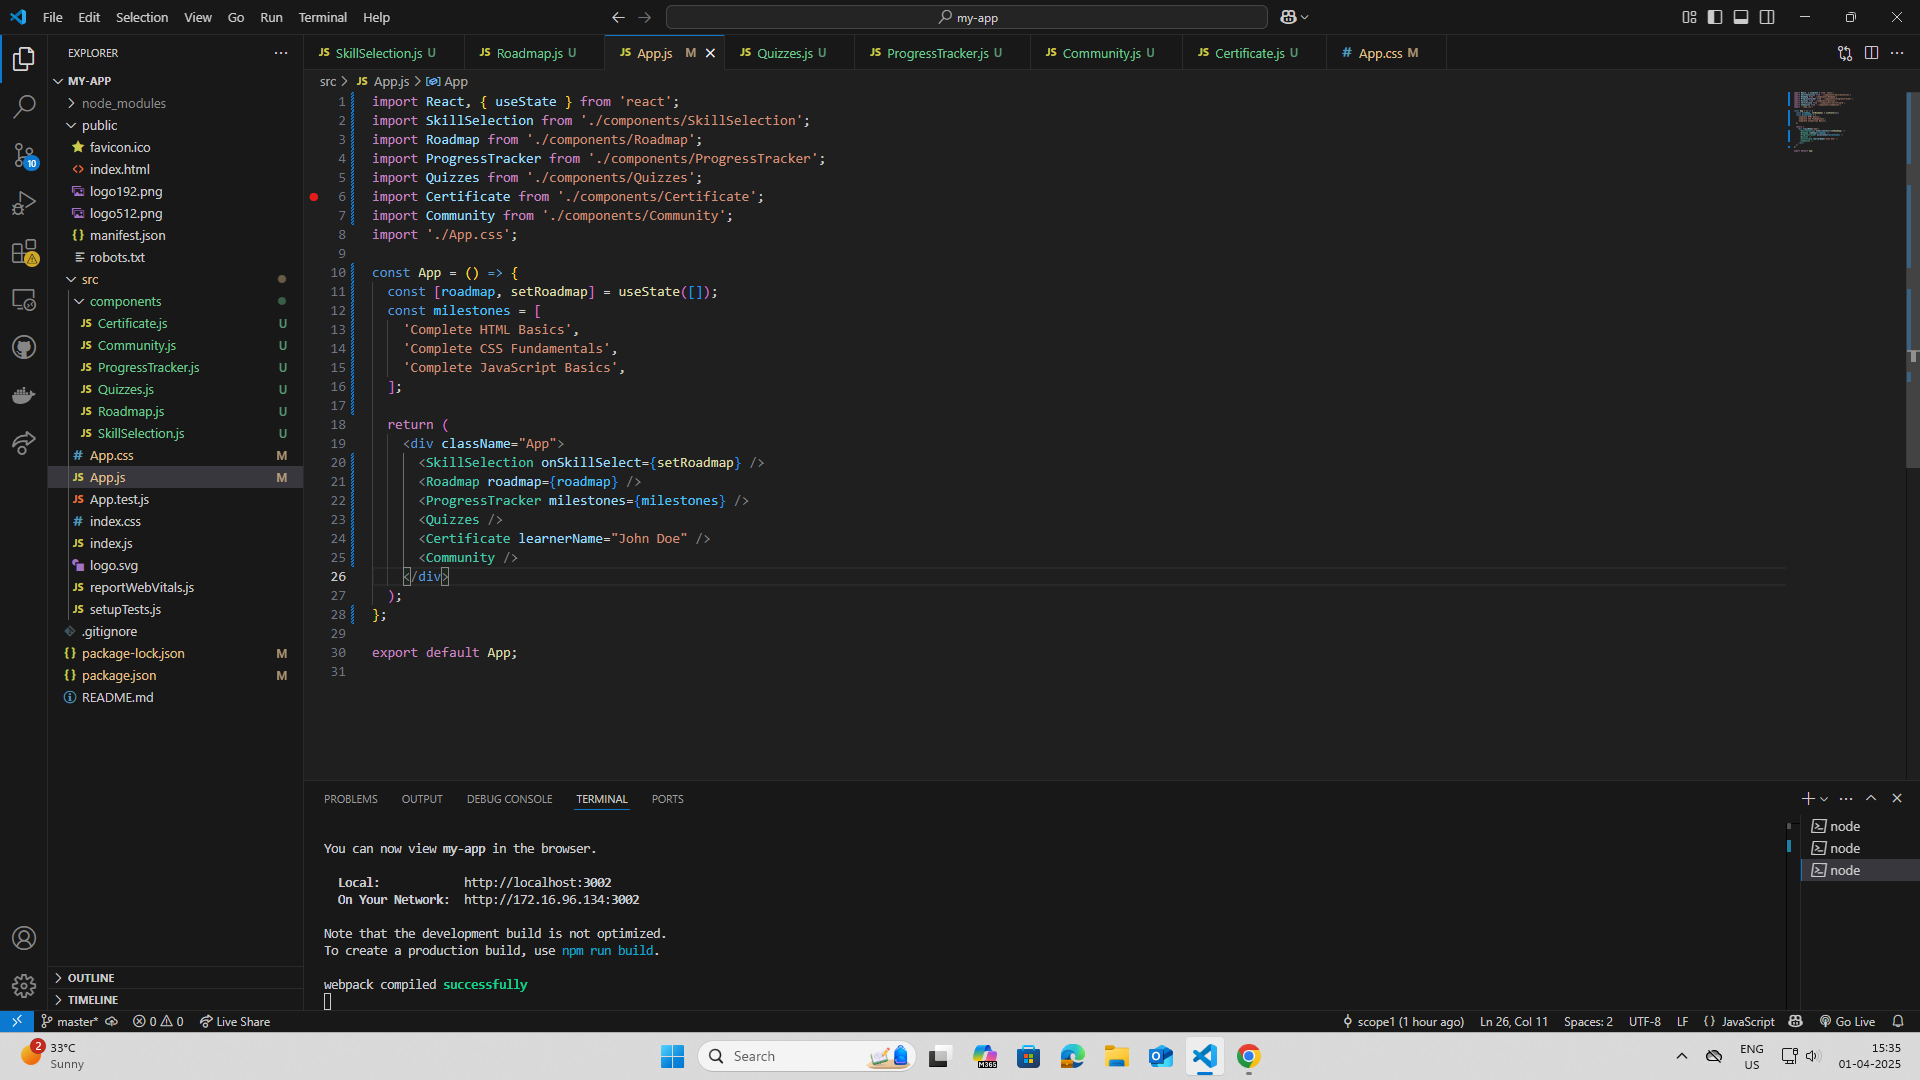 File Edit Selection View Go Run Terminal Help
my-app
EXPLORER
SkillSelection.js U
Roadmap.js U
App.js M
Quizzes.js U
ProgressTracker.js U
Community.js U
Certificate.js U
App.css M
MY-APP
node_modules
public
favicon.ico
index.html
logo192.png
logo512.png
manifest.json
robots.txt
src
components
Certificate.js U
Community.js U
ProgressTracker.js U
Quizzes.js U
Roadmap.js U
SkillSelection.js U
App.css M
App.js M
App.test.js
index.css
index.js
logo.svg
reportWebVitals.js
setupTests.js
.gitignore
package-lock.json M
package.json M
README.md
OUTLINE
TIMELINE
10
src > JS App.js > App
1 import React, { useState } from 'react';
2 import SkillSelection from './components/SkillSelection';
3 import Roadmap from './components/Roadmap';
4 import ProgressTracker from './components/ProgressTracker';
5 import Quizzes from './components/Quizzes';
6 import Certificate from './components/Certificate';
7 import Community from './components/Community';
8 import './App.css';
9
10 const App = () => {
11 const [roadmap, setRoadmap] = useState([]);
12 const milestones = [
13 'Complete HTML Basics',
14 'Complete CSS Fundamentals',
15 'Complete JavaScript Basics',
16 ];
17
18 return (
19 <div className="App">
20 <SkillSelection onSkillSelect={setRoadmap} />
21 <Roadmap roadmap={roadmap} />
22 <ProgressTracker milestones={milestones} />
23 <Quizzes />
24 <Certificate learnerName="John Doe" />
25 <Community />
26 </div>
27 );
28 };
29
30 export default App;
31
PROBLEMS OUTPUT DEBUG CONSOLE TERMINAL PORTS
You can now view my-app in the browser.
Local: http://localhost:3002
On Your Network: http://172.16.96.134:3002
Note that the development build is not optimized.
To create a production build, use npm run build.
webpack compiled successfully
node
node
node
master* 0 0 Live Share
scope1 (1 hour ago) Ln 26, Col 11 Spaces: 2 UTF-8 LF {} JavaScript Go Live
2
33°C
Sunny
Search
M365
ENG
US
15:35
01-04-2025